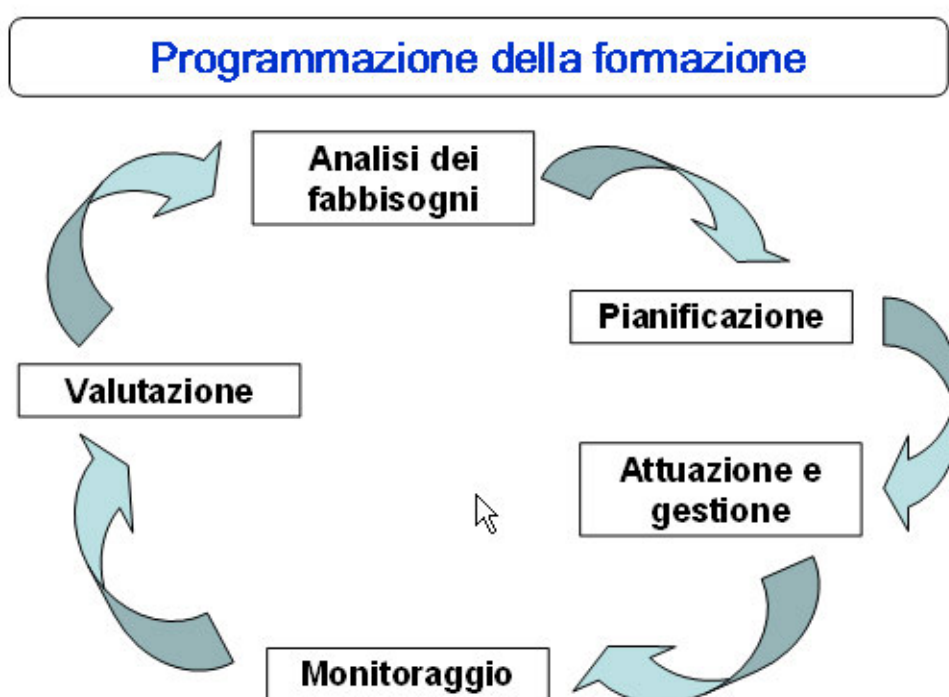 Programmazione della formazione
Analisi dei
fabbisogni
Pianificazione
Attuazione e
gestione
Monitoraggio
Valutazione